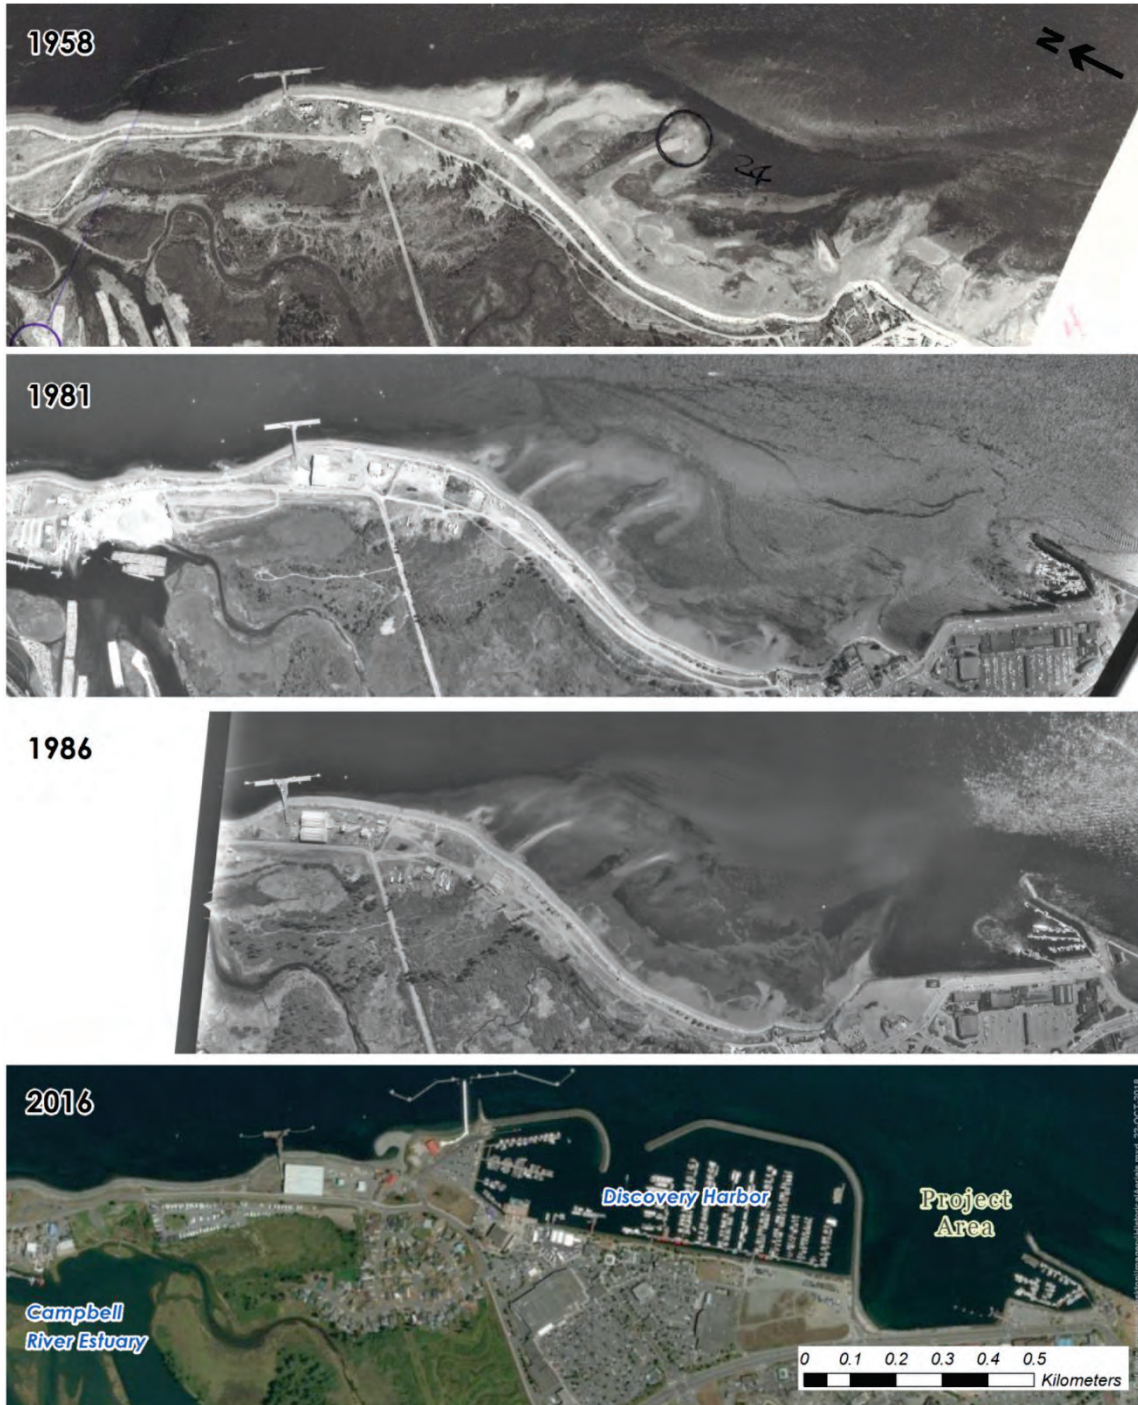 1958
N
24
1981
1986
2016
Discovery Harbor
Project
Area
Campbell
River Estuary
0 0.1 0.2 0.3 0.4 0.5
Kilometers